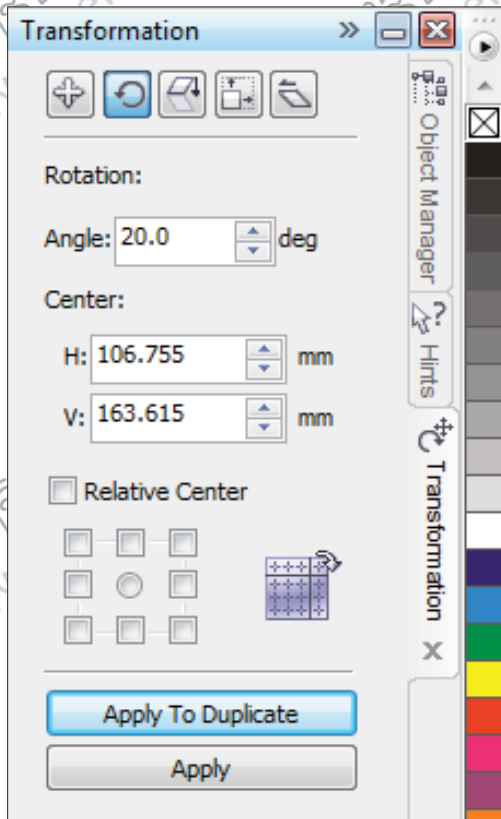 Transformation
Rotation:
Angle: 20.0 deg
Center:
H: 106.755 mm
V: 163.615 mm
Relative Center
Apply To Duplicate
Apply
Object Manager
Hints
Transformation